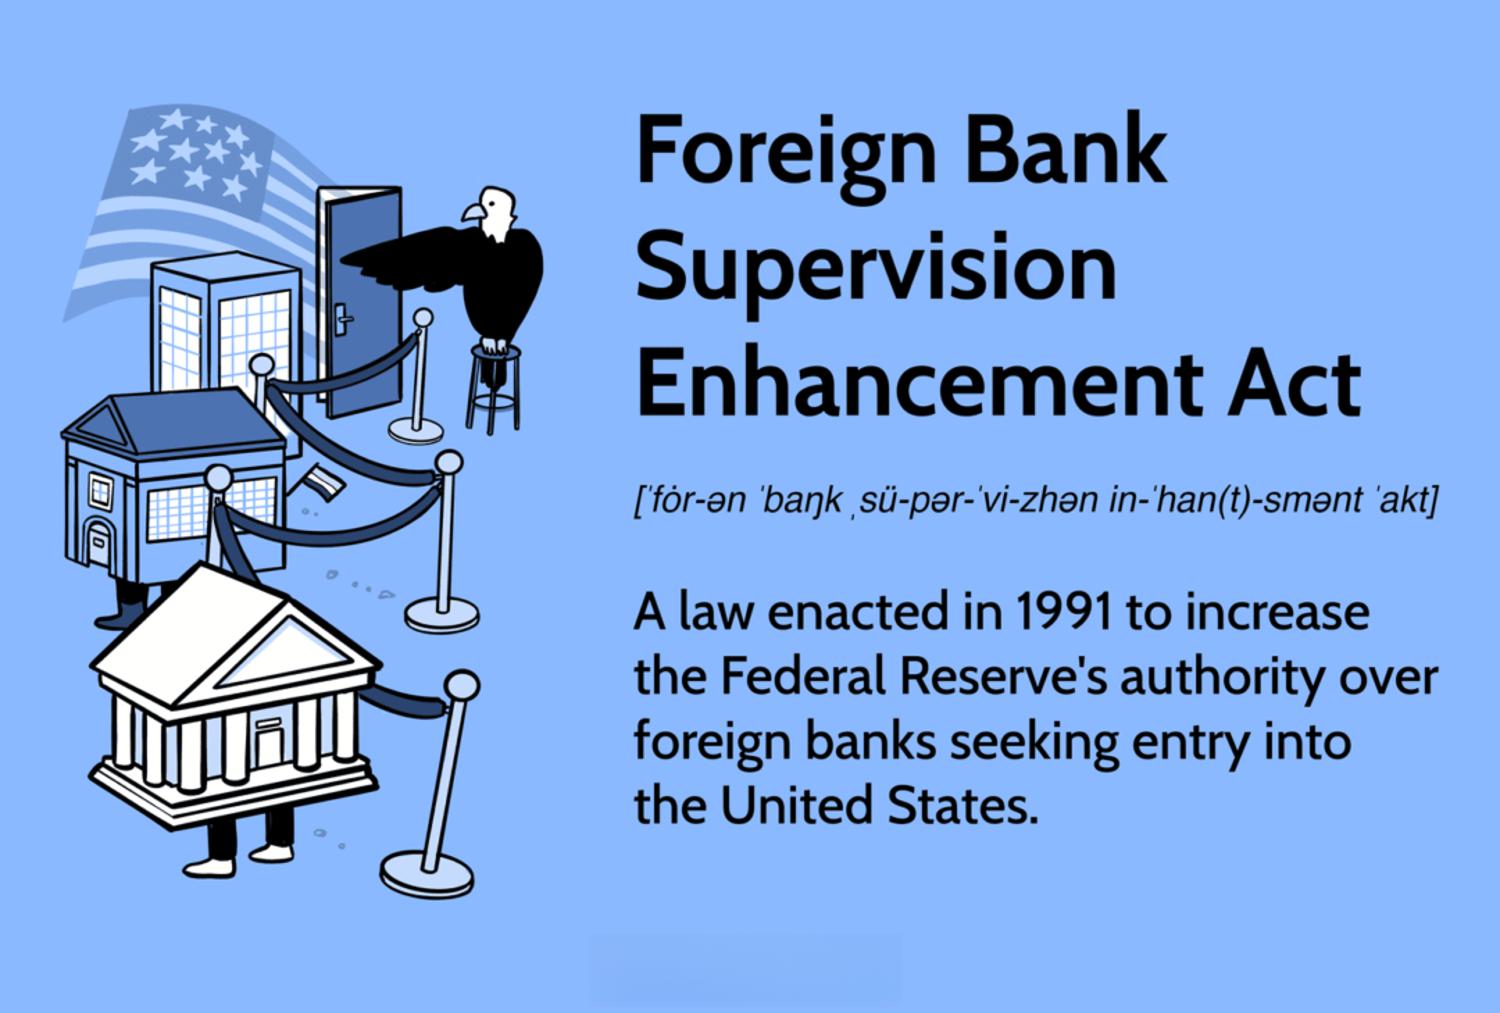 Foreign Bank
Supervision
Enhancement Act
[ˈfȯr-ən ˈbaŋk ˌsü-pər-ˈvi-zhən in-ˈhan(t)-smənt ˈakt]
A law enacted in 1991 to increase
the Federal Reserve's authority over
foreign banks seeking entry into
the United States.